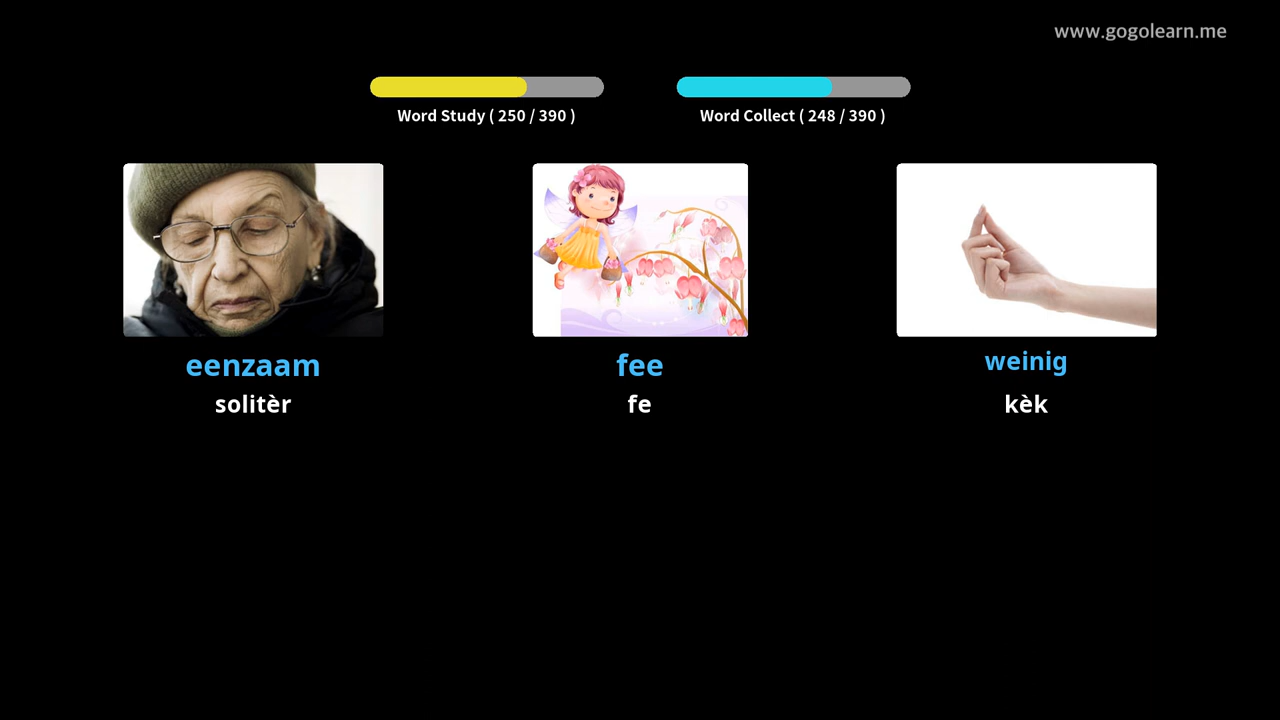 www.gogolearn.me
Word Study ( 250 / 390 )
Word Collect ( 248 / 390 )
eenzaam
solitèr
fee
fe
weinig
kèk